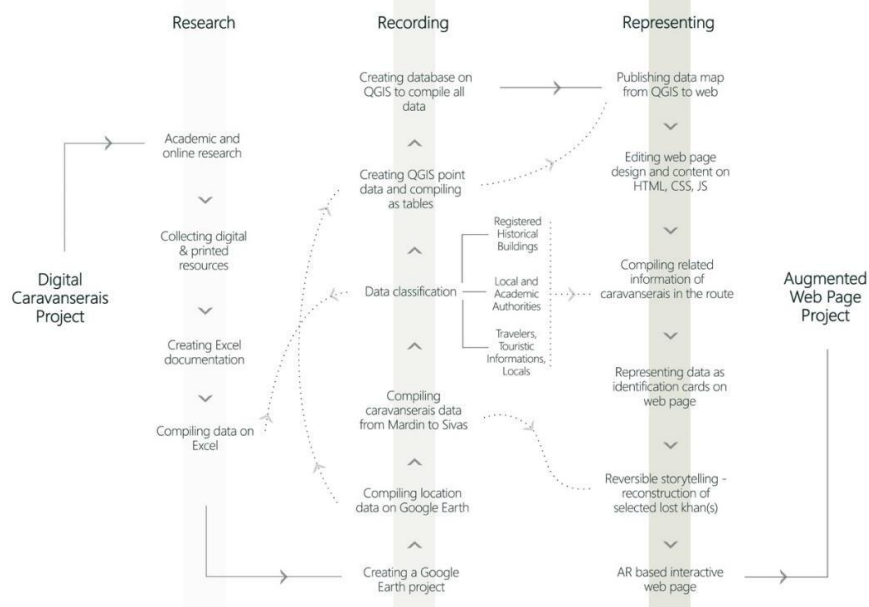 Research
Recording
Representing
Digital
Caravanserais
Project
Academic and
online research
Collecting digital
& printed
resources
Creating Excel
documentation
Compiling data on
Excel
Creating database on
QGIS to compile all
data
Creating QGIS point
data and compiling
as tables
Data classification
Registered
Historical
Buildings
Local and
Academic
Authorities
Travelers,
Touristic
Informations,
Locals
Compiling
caravanserais data
from Mardin to Sivas
Compiling location
data on Google Earth
Creating a Google
Earth project
Publishing data map
from QGIS to web
Editing web page
design and content on
HTML, CSS, JS
Compiling related
information of
caravanserais in the route
Representing data as
identification cards on
web page
Reversible storytelling -
reconstruction of
selected lost khan(s)
AR based interactive
web page
Augmented
Web Page
Project